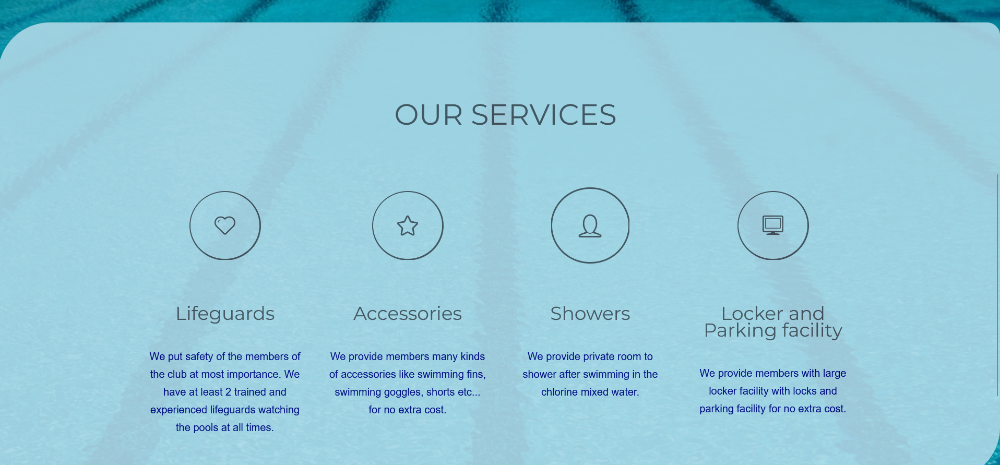 OUR SERVICES
Lifeguards
We put safety of the members of
the club at most importance. We
have at least 2 trained and
experienced lifeguards watching
the pools at all times.
Accessories
We provide members many kinds
of accessories like swimming fins,
swimming goggles, shorts etc...
for no extra cost.
Showers
We provide private room to
shower after swimming in the
chlorine mixed water.
Locker and
Parking facility
We provide members with large
locker facility with locks and
parking facility for no extra cost.